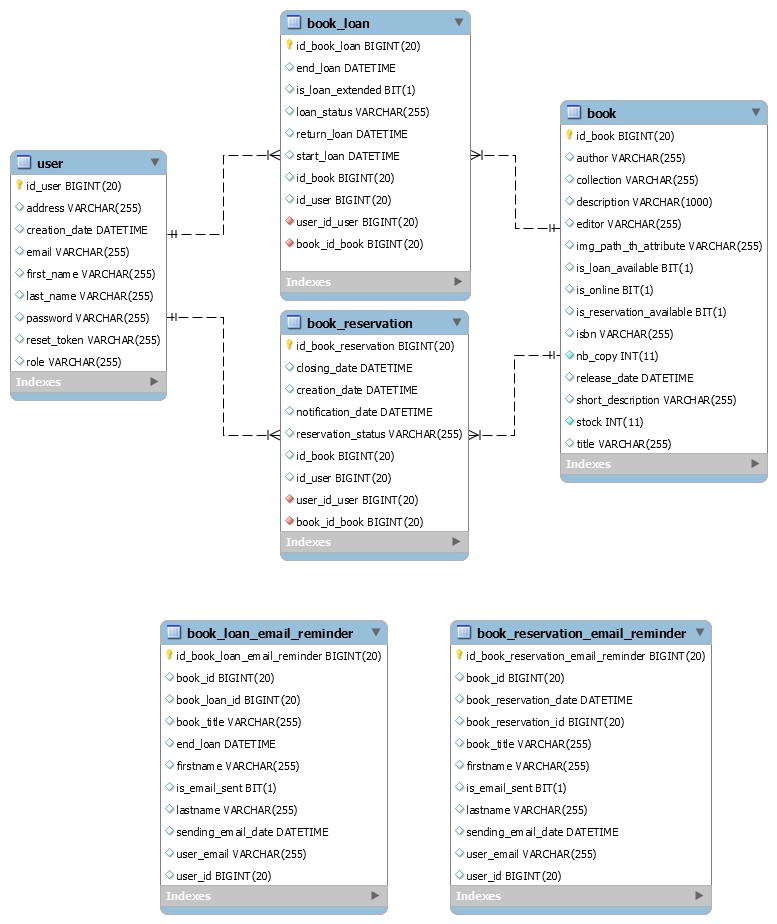 book_loan
id_book_loan BIGINT(20)
end_loan DATETIME
is_loan_extended BIT(1)
loan_status VARCHAR(255)
return_loan DATETIME
start_loan DATETIME
id_book BIGINT(20)
id_user BIGINT(20)
user_id_user BIGINT(20)
book_id_book BIGINT(20)
Indexes
book
id_book BIGINT(20)
author VARCHAR(255)
collection VARCHAR(255)
description VARCHAR(1000)
editor VARCHAR(255)
img_path_th_attribute VARCHAR(255)
is_loan_available BIT(1)
is_online BIT(1)
is_reservation_available BIT(1)
isbn VARCHAR(255)
nb_copy INT(11)
release_date DATETIME
short_description VARCHAR(255)
stock INT(11)
title VARCHAR(255)
Indexes
user
id_user BIGINT(20)
address VARCHAR(255)
creation_date DATETIME
email VARCHAR(255)
first_name VARCHAR(255)
last_name VARCHAR(255)
password VARCHAR(255)
reset_token VARCHAR(255)
role VARCHAR(255)
Indexes
book_reservation
id_book_reservation BIGINT(20)
closing_date DATETIME
creation_date DATETIME
notification_date DATETIME
reservation_status VARCHAR(255)
id_book BIGINT(20)
id_user BIGINT(20)
user_id_user BIGINT(20)
book_id_book BIGINT(20)
Indexes
book_loan_email_reminder
id_book_loan_email_reminder BIGINT(20)
book_id BIGINT(20)
book_loan_id BIGINT(20)
book_title VARCHAR(255)
end_loan DATETIME
firstname VARCHAR(255)
is_email_sent BIT(1)
lastname VARCHAR(255)
sending_email_date DATETIME
user_email VARCHAR(255)
user_id BIGINT(20)
Indexes
book_reservation_email_reminder
id_book_reservation_email_reminder BIGINT(20)
book_id BIGINT(20)
book_reservation_date DATETIME
book_reservation_id BIGINT(20)
book_title VARCHAR(255)
firstname VARCHAR(255)
is_email_sent BIT(1)
lastname VARCHAR(255)
sending_email_date DATETIME
user_email VARCHAR(255)
user_id BIGINT(20)
Indexes